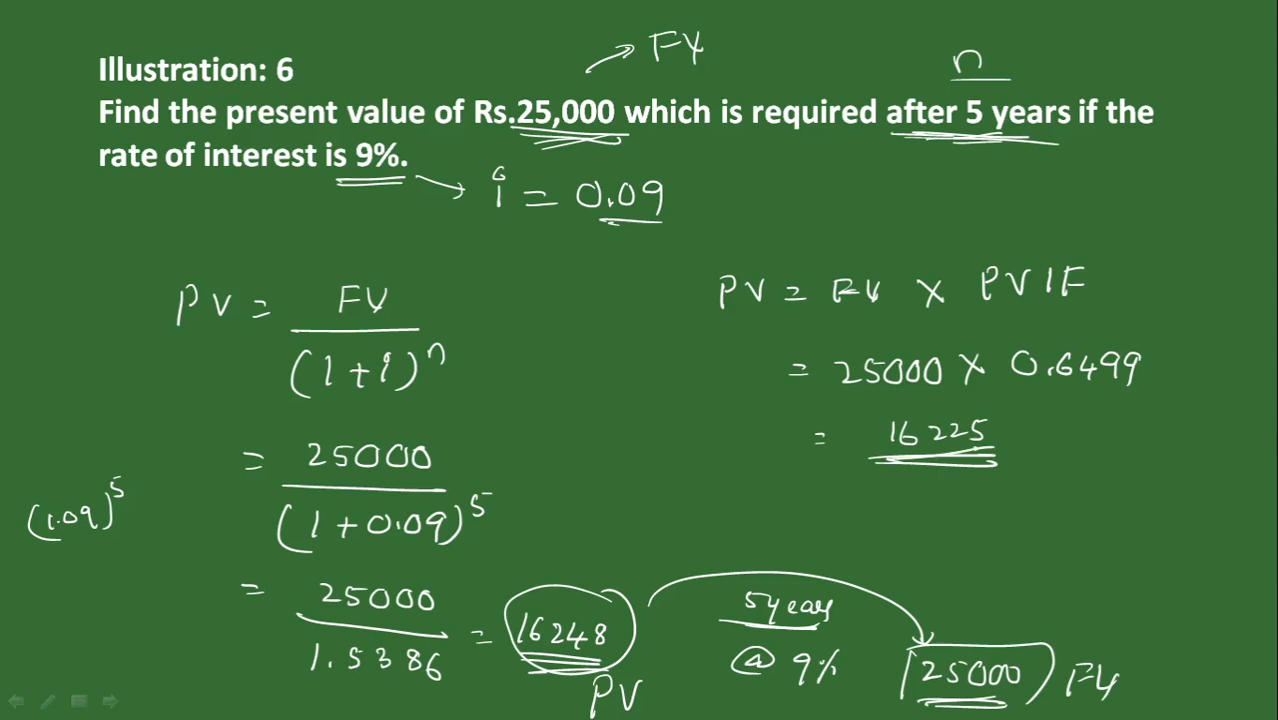 Illustration: 6
Find the present value of Rs.25,000 which is required after 5 years if the
rate of interest is 9%.
FV
n
i = 0.09
PV = FV / (1+i)^n
= 25000 / (1+0.09)^5
(1.09)^5
= 25000 / 1.5386 = 16248
PV
PV = FV × PVIF
= 25000 × 0.6499
= 16225
5 years
@ 9%
25000 FV